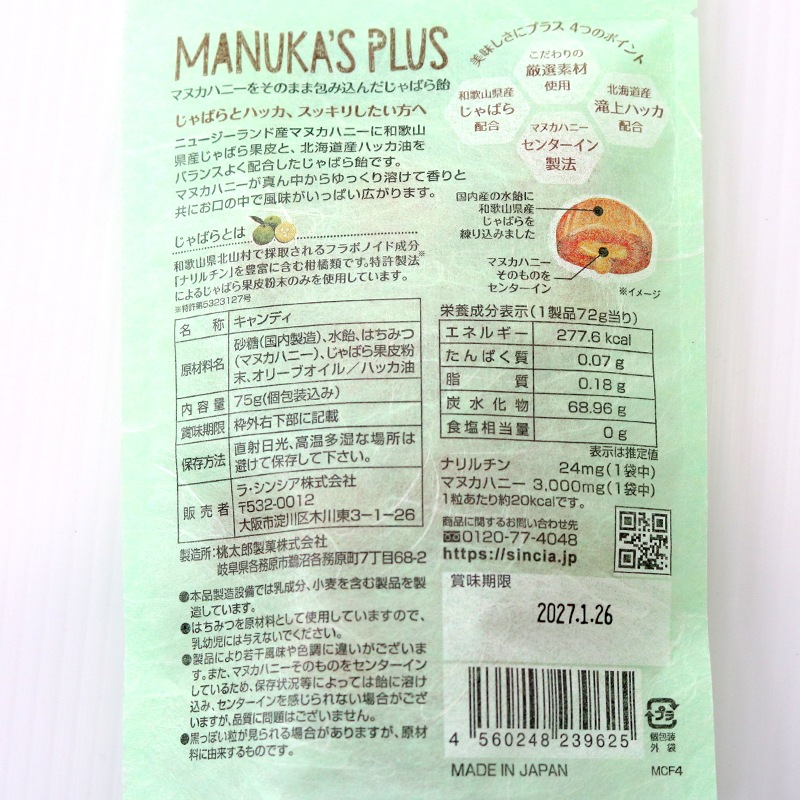 MANUKA'S PLUS
マヌカハニーをそのまま包み込んだじゃばら飴
じゃばらとハッカ、スッキリしたい方へ
ニュージーランド産マヌカハニーに和歌山
県産じゃばら果皮と、北海道産ハッカ油を
バランスよく配合したじゃばら飴です。
マヌカハニーが真ん中からゆっくり溶けて香りと
共にお口の中で風味がいっぱい広がります。
美味しさにプラス 4つのポイント
こだわりの
厳選素材
使用
和歌山県産
じゃばら
配合
北海道産
滝上ハッカ
配合
マヌカハニー
センターイン
製法
国内産の水飴に
和歌山県産
じゃばらを
練り込みました
マヌカハニー
そのものを
センターイン
※イメージ
じゃばらとは
和歌山県北山村で採取されるフラボノイド成分
「ナリルチン」を豊富に含む柑橘類です。特許製法※
によるじゃばら果皮粉末のみを使用しています。
※特許第5323127号
名称 キャンディ
原材料名 砂糖(国内製造)、水飴、はちみつ
(マヌカハニー)、じゃばら果皮粉
末、オリーブオイル／ハッカ油
内容量 75g(個包装込み)
賞味期限 枠外右下部に記載
保存方法 直射日光、高温多湿な場所は
避けて保存して下さい。
販売者 ラ・シンシア株式会社
〒532-0012
大阪市淀川区木川東3-1-26
製造所:桃太郎製菓株式会社
岐阜県各務原市鵜沼各務原町7丁目68-2
●本品製造設備では乳成分、小麦を含む製品を製
造しています。
●はちみつを原材料として使用していますので、
乳幼児には与えないでください。
●製品により若干風味や色調に違いがございま
す。また、マヌカハニーそのものをセンターイン
しているため、保存状況等によっては飴に溶け
込み、センターインを感じられない場合がござ
いますが、品質に問題はございません。
●黒っぽい粒が見られる場合がありますが、原材
料に由来するものです。
栄養成分表示(1製品72g当り)
エネルギー 277.6 kcal
たんぱく質 0.07 g
脂質 0.18 g
炭水化物 68.96 g
食塩相当量 0 g
表示は推定値
ナリルチン 24mg(1袋中)
マヌカハニー 3,000mg(1袋中)
1粒あたり約20kcalです。
商品に関するお問い合わせ先
0120-77-4048
https://sincia.jp
賞味期限
2027.1.26
4 560248 239625
プラ
個包装
外袋
MADE IN JAPAN
MCF4